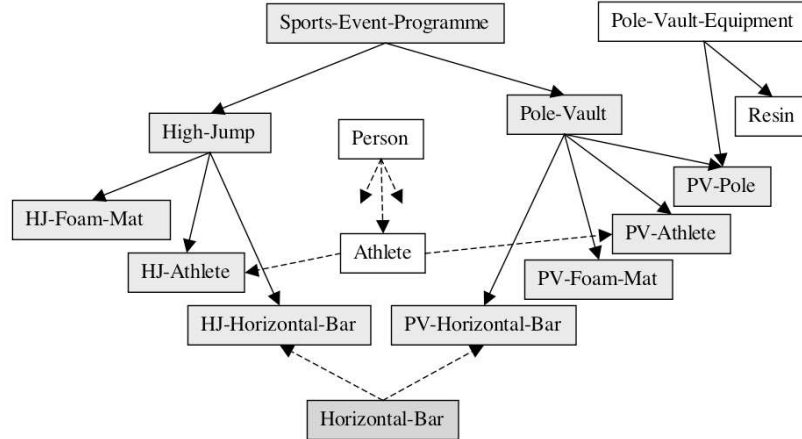 Sports-Event-Programme
Pole-Vault-Equipment
High-Jump
Person
Pole-Vault
Resin
HJ-Foam-Mat
PV-Pole
HJ-Athlete
Athlete
PV-Athlete
PV-Foam-Mat
HJ-Horizontal-Bar
PV-Horizontal-Bar
Horizontal-Bar